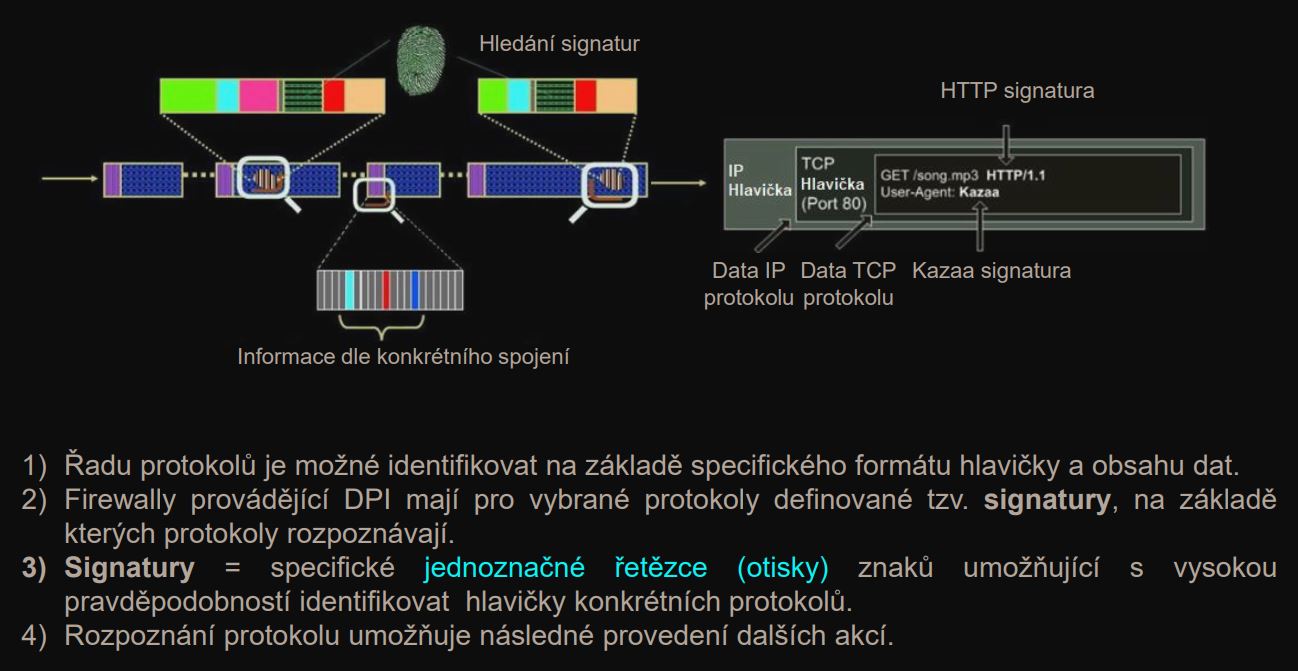 Hledání signatur
HTTP signatura
IP
Hlavička
TCP
Hlavička
(Port 80)
GET /song.mp3 HTTP/1.1
User-Agent: Kazaa
Data IP
protokolu
Data TCP
protokolu
Kazaa signatura
Informace dle konkrétního spojení
1) Řadu protokolů je možné identifikovat na základě specifického formátu hlavičky a obsahu dat.
2) Firewally provádějící DPI mají pro vybrané protokoly definované tzv. signatury, na základě
kterých protokoly rozpoznávají.
3) Signatury = specifické jednoznačné řetězce (otisky) znaků umožňující s vysokou
pravděpodobností identifikovat hlavičky konkrétních protokolů.
4) Rozpoznání protokolu umožňuje následné provedení dalších akcí.